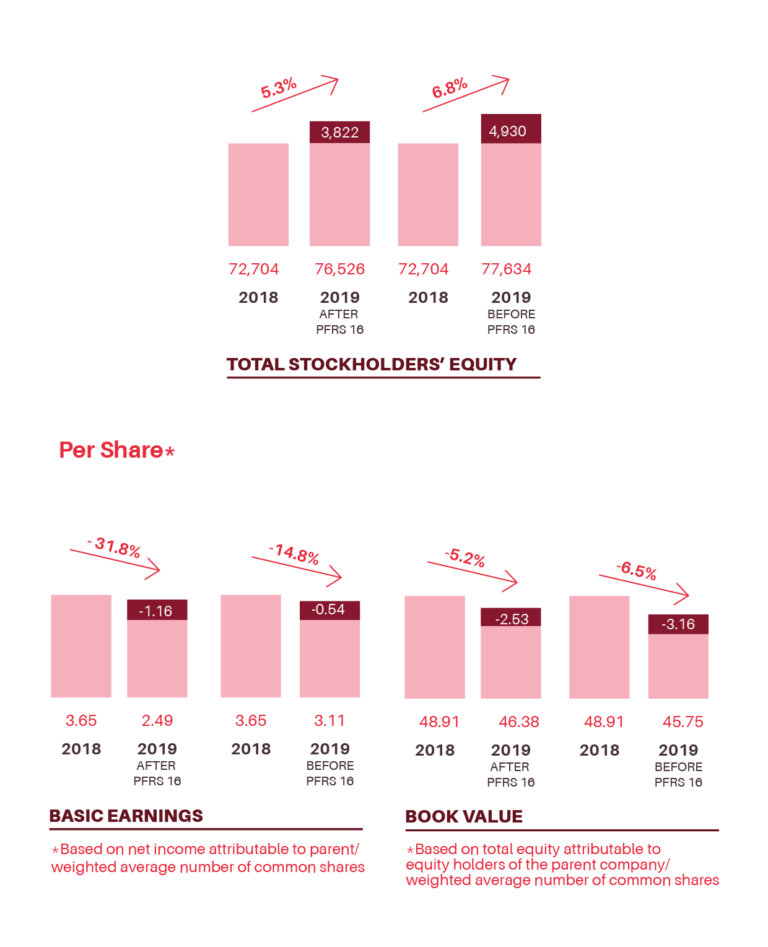 5.3%
6.8%
3,822
4,930
72,704
76,526
72,704
77,634
2018
2019
2018
2019
AFTER
BEFORE
PFRS 16
PFRS 16
TOTAL STOCKHOLDERS’ EQUITY
Per Share*
- 31.8%
-14.8%
-5.2%
-6.5%
-1.16
-0.54
-2.53
-3.16
3.65
2.49
3.65
3.11
48.91
46.38
48.91
45.75
2018
2019
2018
2019
2018
2019
2018
2019
AFTER
BEFORE
AFTER
BEFORE
PFRS 16
PFRS 16
PFRS 16
PFRS 16
BASIC EARNINGS
*Based on net income attributable to parent/
weighted average number of common shares
BOOK VALUE
*Based on total equity attributable to
equity holders of the parent company/
weighted average number of common shares